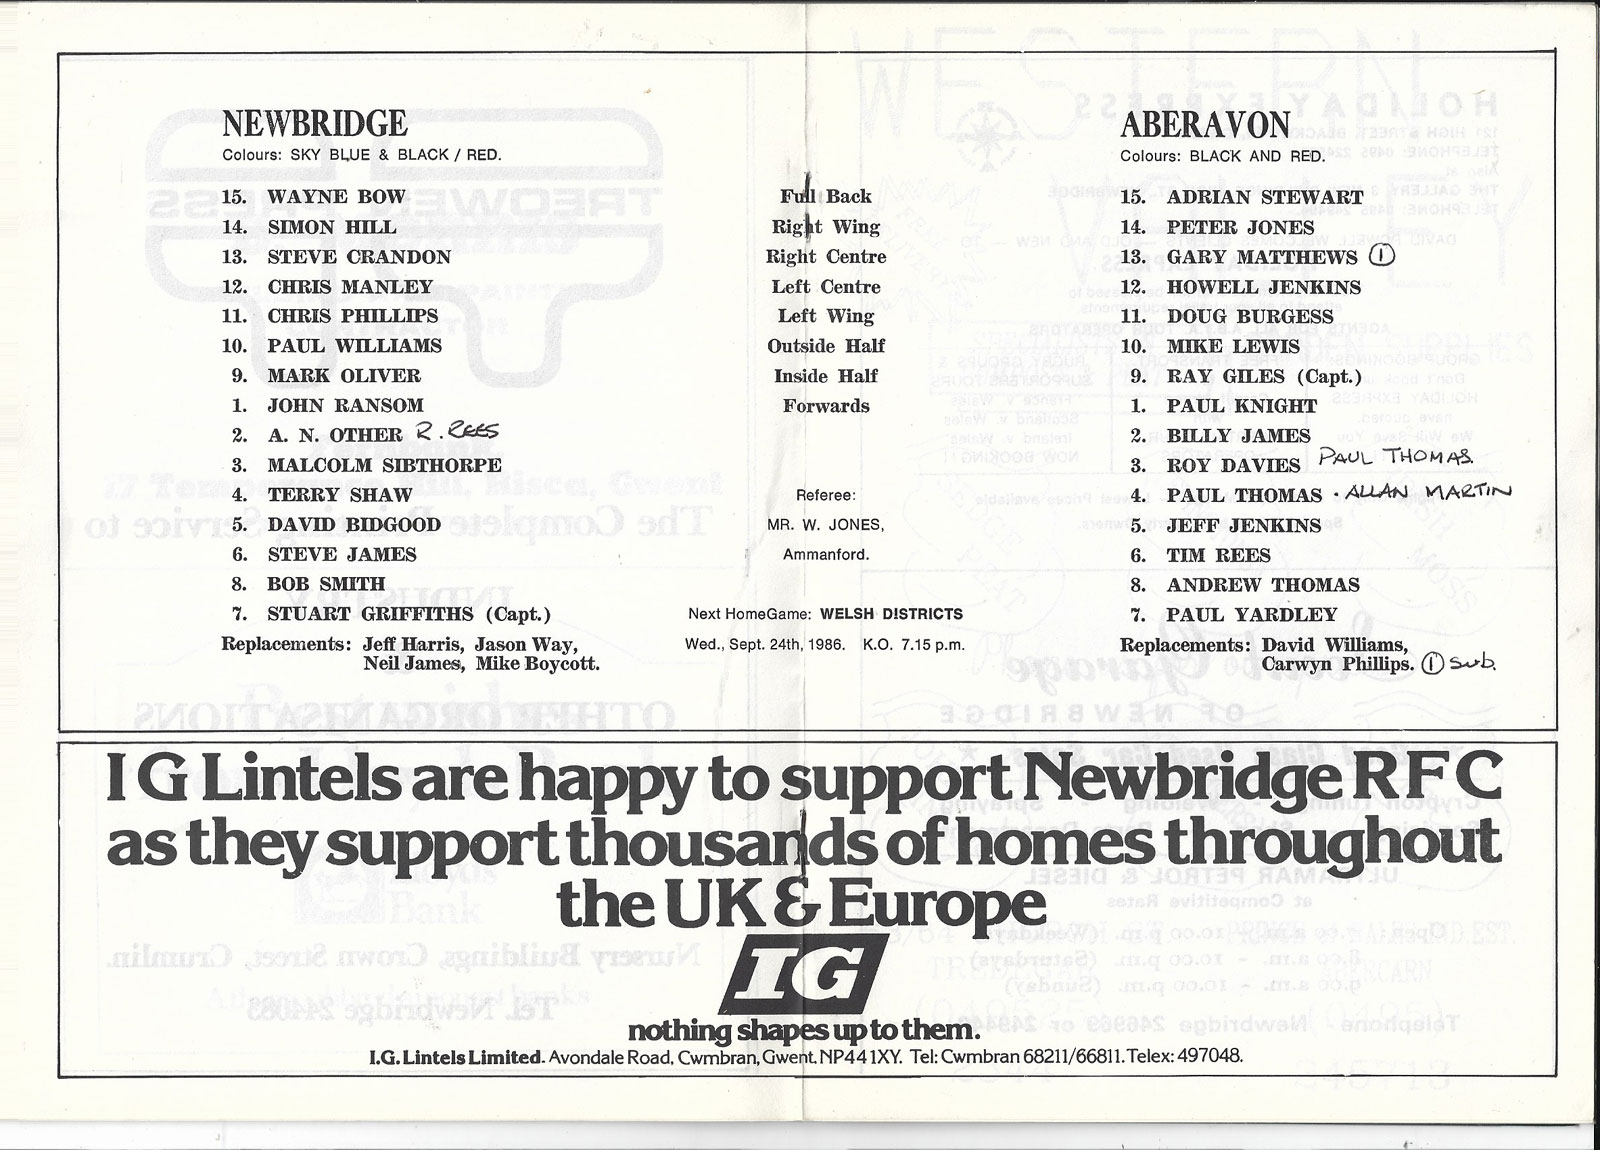 NEWBRIDGE
Colours: SKY BLUE & BLACK / RED.
15. WAYNE BOW
14. SIMON HILL
13. STEVE CRANDON
12. CHRIS MANLEY
11. CHRIS PHILLIPS
10. PAUL WILLIAMS
9. MARK OLIVER
1. JOHN RANSOM
2. A. N. OTHER R. REES
3. MALCOLM SIBTHORPE
4. TERRY SHAW
5. DAVID BIDGOOD
6. STEVE JAMES
8. BOB SMITH
7. STUART GRIFFITHS (Capt.)
Replacements: Jeff Harris, Jason Way,
Neil James, Mike Boycott.
Full Back
Right Wing
Right Centre
Left Centre
Left Wing
Outside Half
Inside Half
Forwards
Referee:
MR. W. JONES,
Ammanford.
Next HomeGame: WELSH DISTRICTS
Wed., Sept. 24th, 1986. K.O. 7.15 p.m.
ABERAVON
Colours: BLACK AND RED.
15. ADRIAN STEWART
14. PETER JONES
13. GARY MATTHEWS ①
12. HOWELL JENKINS
11. DOUG BURGESS
10. MIKE LEWIS
9. RAY GILES (Capt.)
1. PAUL KNIGHT
2. BILLY JAMES
3. ROY DAVIES PAUL THOMAS
4. PAUL THOMAS · ALLAN MARTIN
5. JEFF JENKINS
6. TIM REES
8. ANDREW THOMAS
7. PAUL YARDLEY
Replacements: David Williams,
Carwyn Phillips. ① sub.
I G Lintels are happy to support Newbridge R F C
as they support thousands of homes throughout
the UK & Europe
IG
nothing shapes up to them.
I.G. Lintels Limited. Avondale Road, Cwmbran, Gwent. NP44 1XY. Tel: Cwmbran 68211/66811. Telex: 497048.